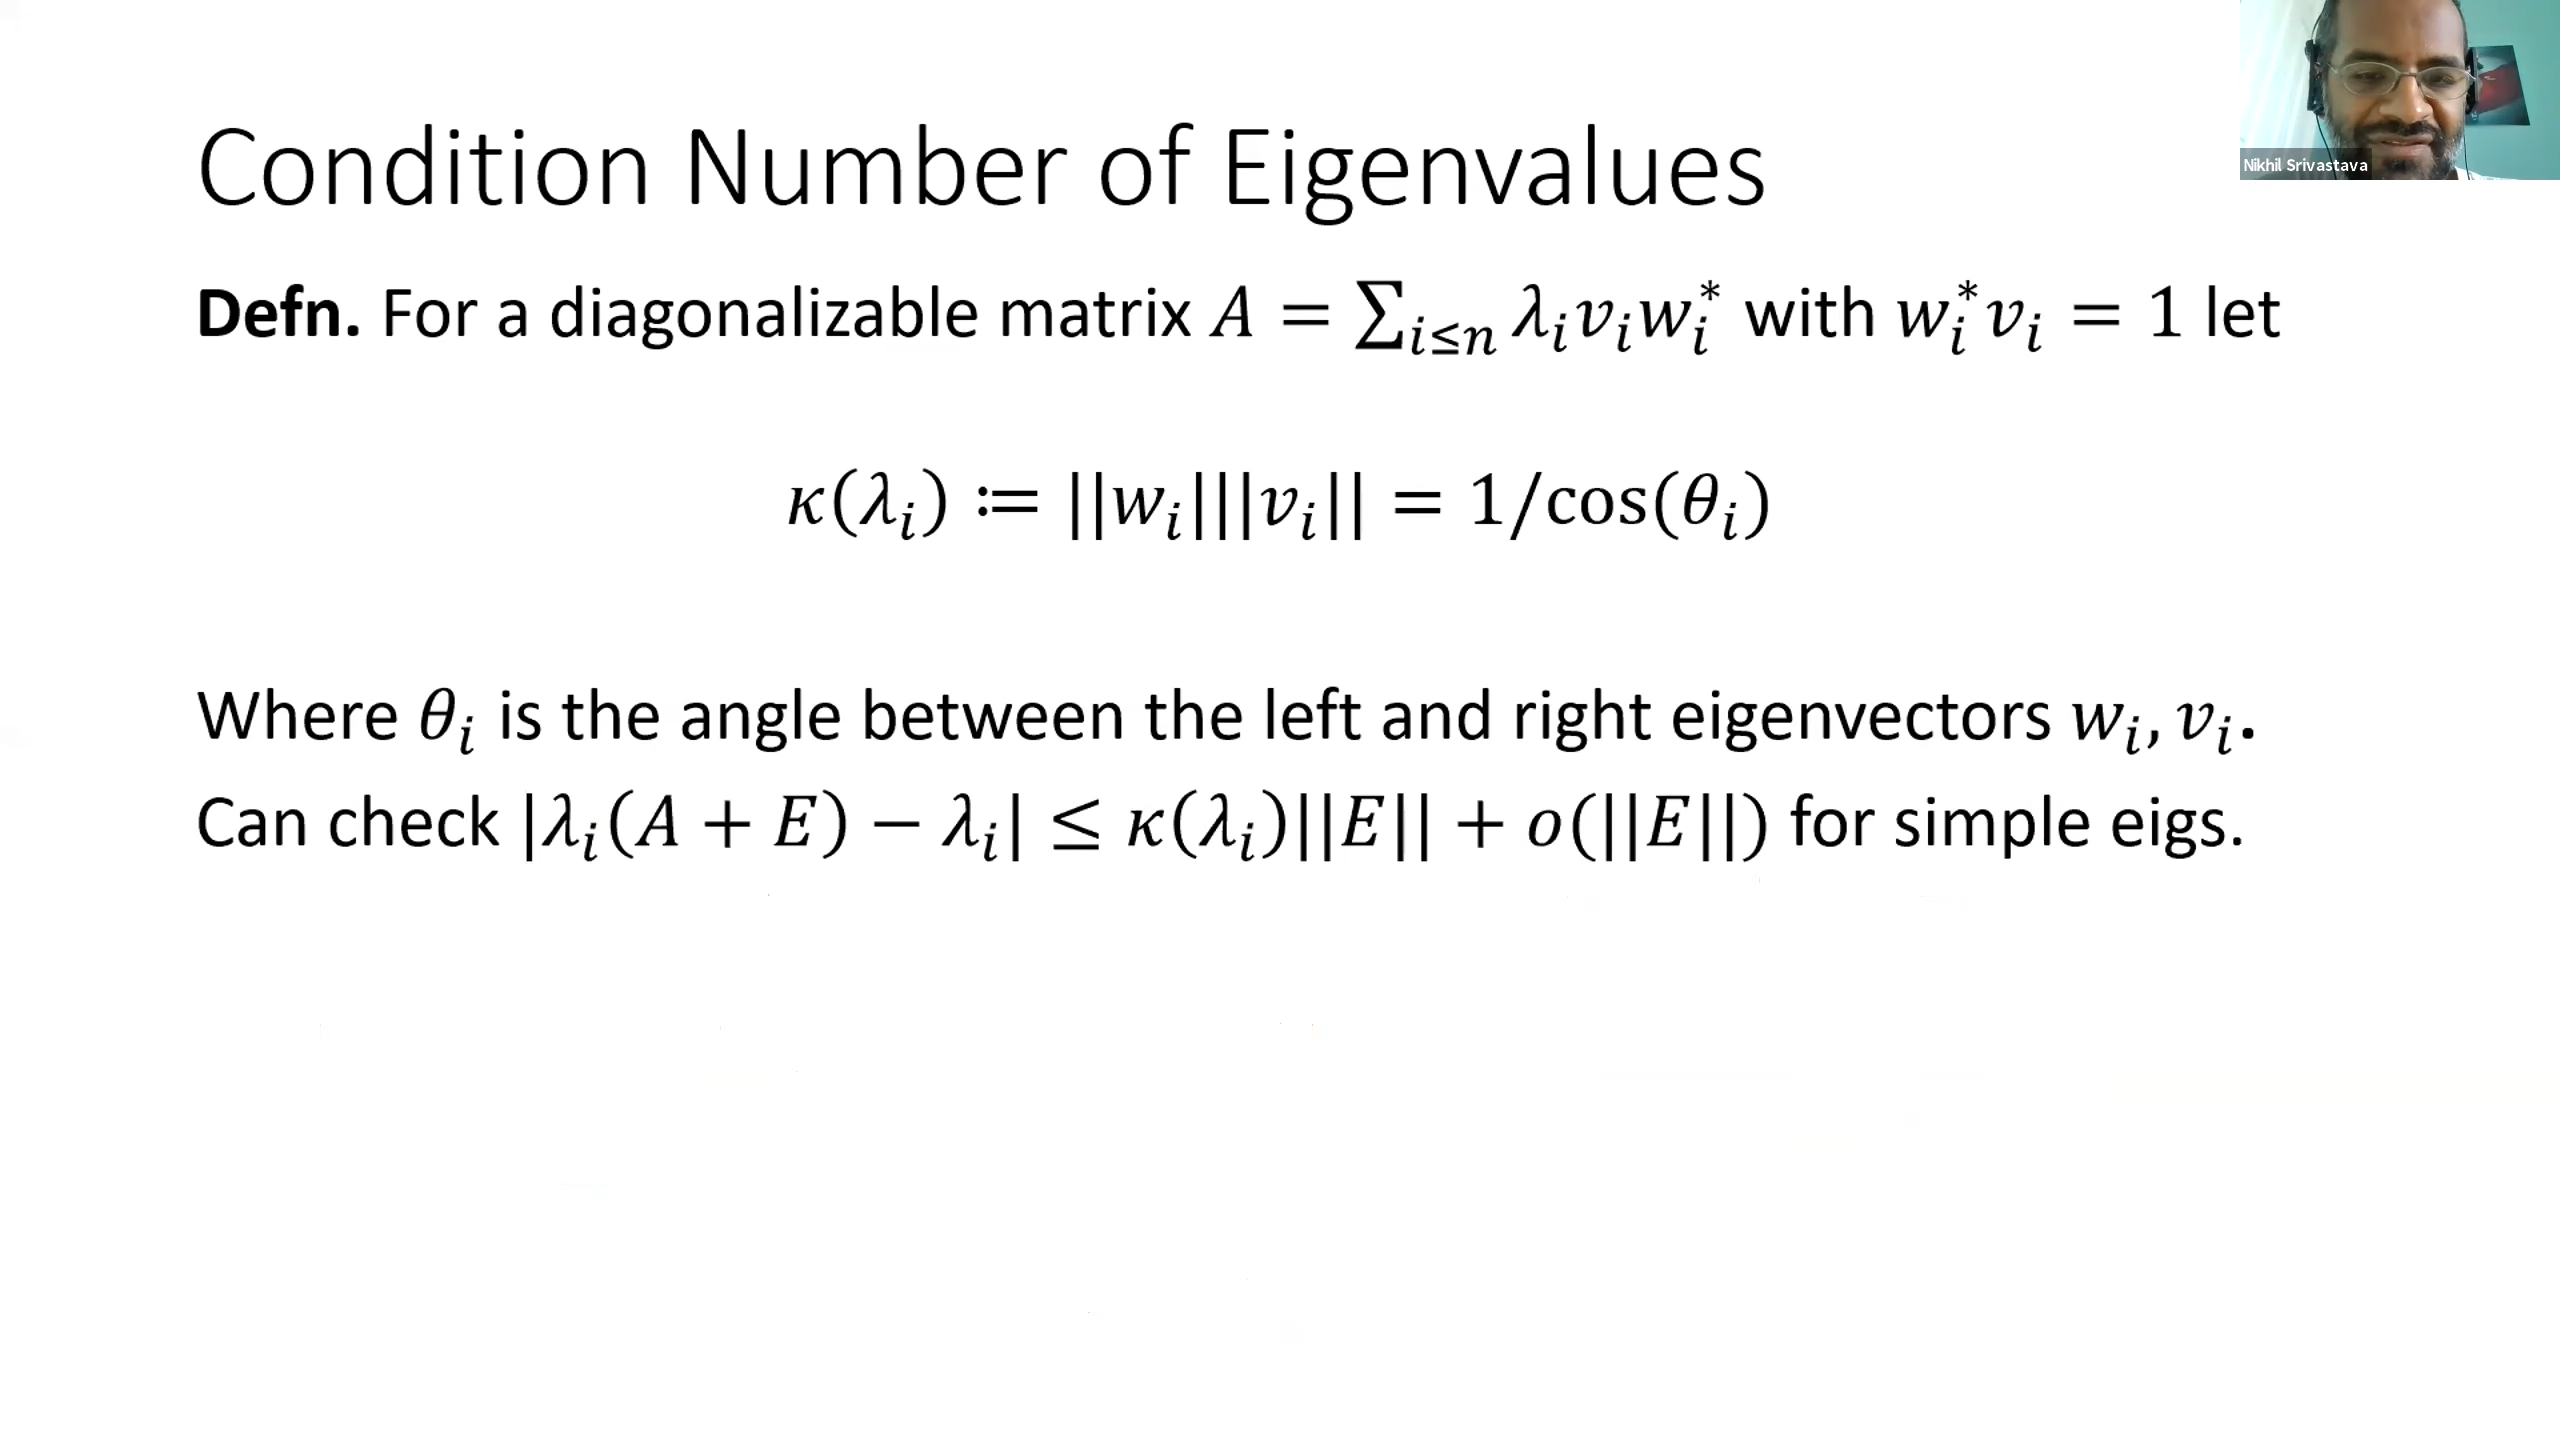 Nikhil Srivastava
Condition Number of Eigenvalues
Defn. For a diagonalizable matrix A = ∑_{i≤n} λ_i v_i w_i^* with w_i^* v_i = 1 let
κ(λ_i) ≔ ||w_i||||v_i|| = 1/cos(θ_i)
Where θ_i is the angle between the left and right eigenvectors w_i, v_i.
Can check |λ_i(A + E) − λ_i| ≤ κ(λ_i)||E|| + o(||E||) for simple eigs.